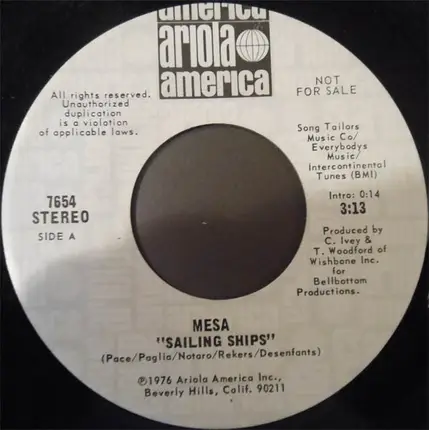 america
ariola
america
All rights reserved.
Unauthorized
duplication
is a violation
of applicable laws.
NOT
FOR SALE
7654
STEREO
SIDE A
Song Tailors
Music Co/
Everybodys
Music/
Intercontinental
Tunes (BMI)
Intro: 0:14
3:13
Produced by
C. Ivey &
T. Woodford of
Wishbone Inc.
for
Bellbottom
Productions.
MESA
"SAILING SHIPS"
(Pace/Paglia/Notaro/Rekers/Desenfants)
℗1976 Ariola America Inc.,
Beverly Hills, Calif. 90211